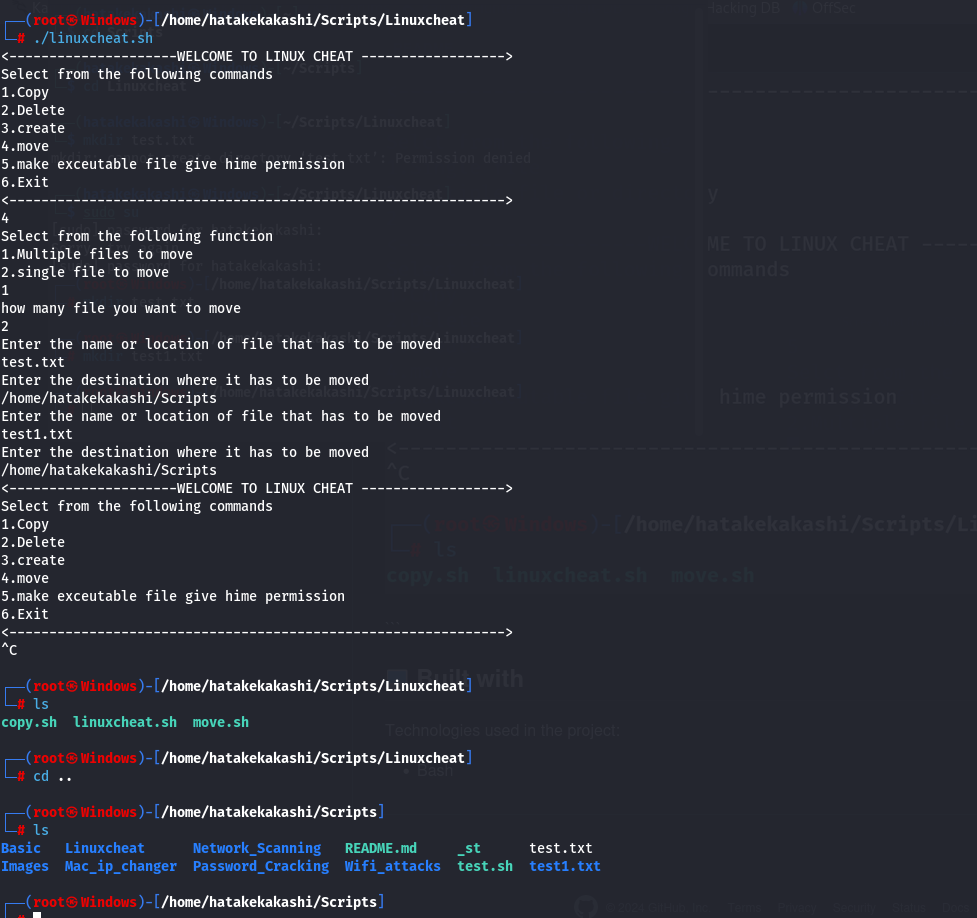 ┌──(root㉿Windows)-[/home/hatakekakashi/Scripts/Linuxcheat]
└─# ./linuxcheat.sh
<---------------------WELCOME TO LINUX CHEAT ------------------>
Select from the following commands
1.Copy
2.Delete
3.create
4.move
5.make exceutable file give hime permission
6.Exit
<-------------------------------------------------------------->
4
Select from the following function
1.Multiple files to move
2.single file to move
1
how many file you want to move
2
Enter the name or location of file that has to be moved
test.txt
Enter the destination where it has to be moved
/home/hatakekakashi/Scripts
Enter the name or location of file that has to be moved
test1.txt
Enter the destination where it has to be moved
/home/hatakekakashi/Scripts
<---------------------WELCOME TO LINUX CHEAT ------------------>
Select from the following commands
1.Copy
2.Delete
3.create
4.move
5.make exceutable file give hime permission
6.Exit
<-------------------------------------------------------------->
^C
┌──(root㉿Windows)-[/home/hatakekakashi/Scripts/Linuxcheat]
└─# ls
copy.sh  linuxcheat.sh  move.sh
┌──(root㉿Windows)-[/home/hatakekakashi/Scripts/Linuxcheat]
└─# cd ..
┌──(root㉿Windows)-[/home/hatakekakashi/Scripts]
└─# ls
Basic   Linuxcheat      Network_Scanning   README.md     _st      test.txt
Images  Mac_ip_changer  Password_Cracking  Wifi_attacks  test.sh  test1.txt
┌──(root㉿Windows)-[/home/hatakekakashi/Scripts]
└─#